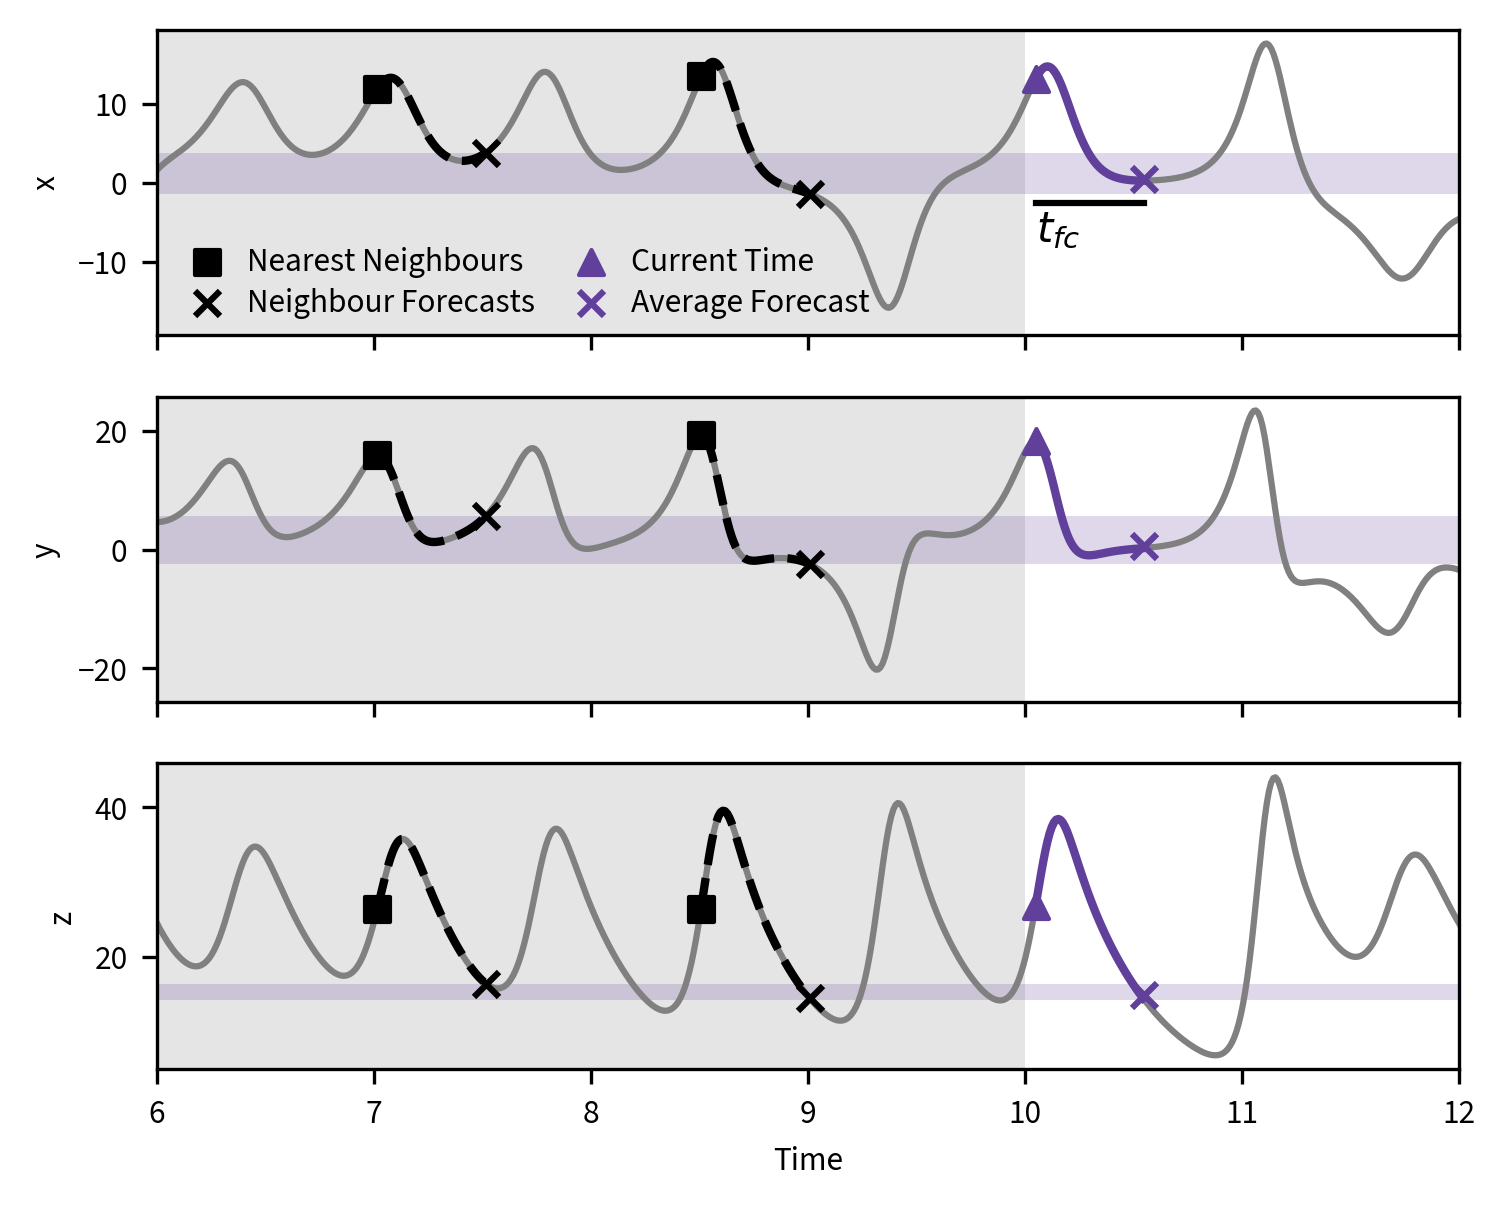 10
0
−10
x
Nearest Neighbours
Neighbour Forecasts
Current Time
Average Forecast
tfc
20
0
−20
y
40
20
z
6 7 8 9 10 11 12
Time